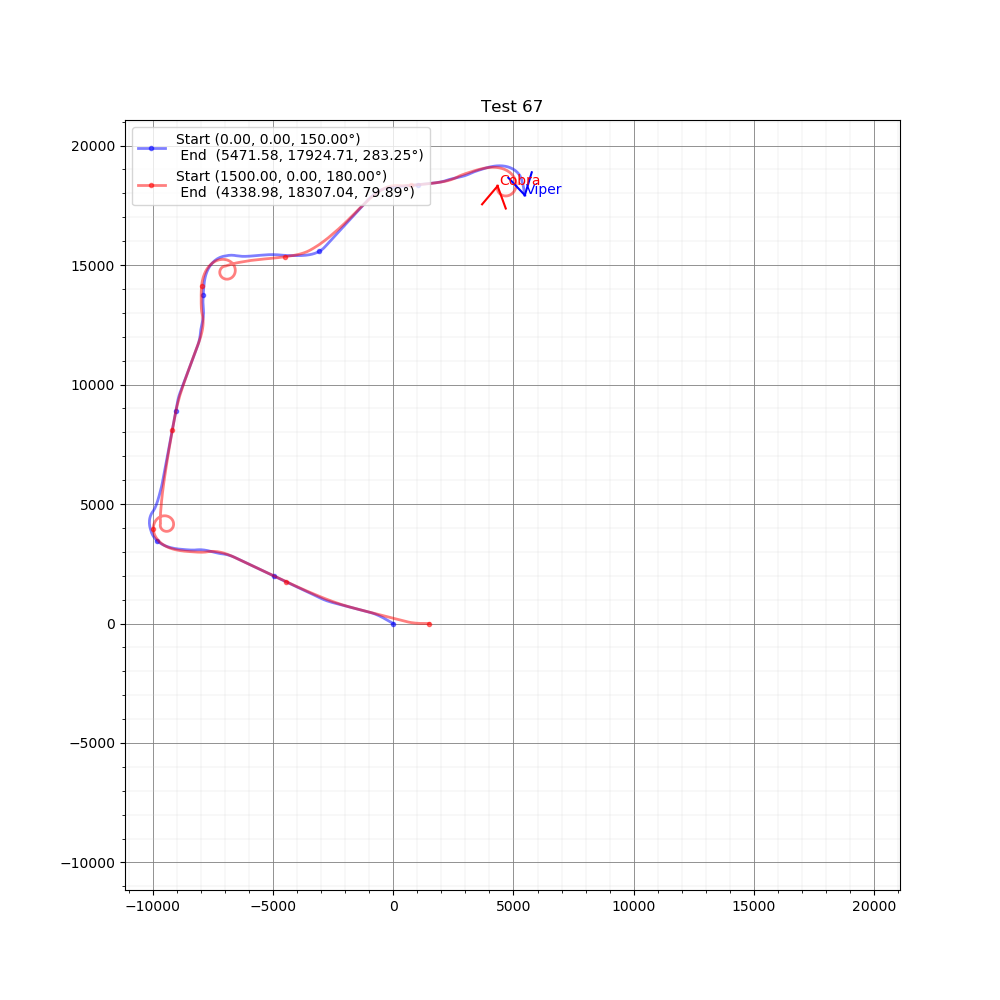 Test 67
Start (0.00, 0.00, 150.00°)
End (5471.58, 17924.71, 283.25°)
Start (1500.00, 0.00, 180.00°)
End (4338.98, 18307.04, 79.89°)
Cobra
Viper
20000
15000
10000
5000
0
−5000
−10000
−10000 −5000 0 5000 10000 15000 20000